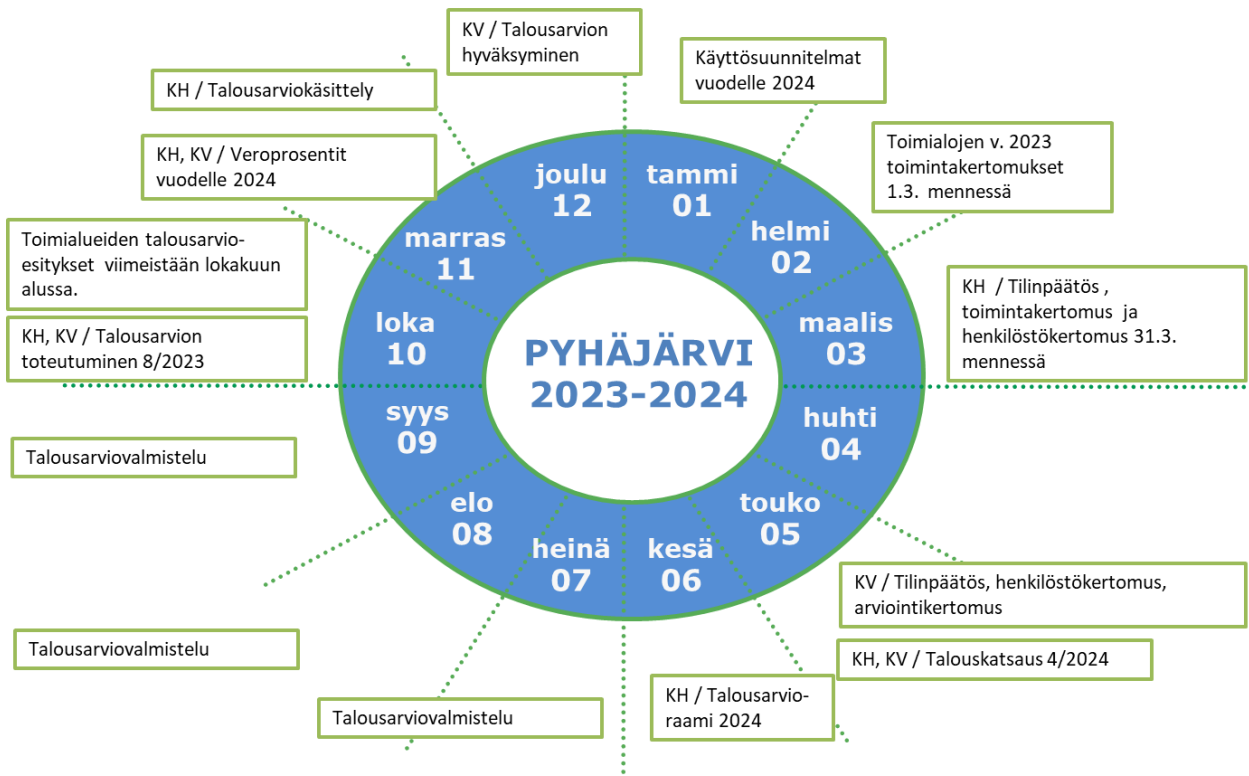 KV / Talousarvion
hyväksyminen
Käyttösuunnitelmat
vuodelle 2024
KH / Talousarviokäsittely
Toimialojen v. 2023
toimintakertomukset
1.3. mennessä
KH, KV / Veroprosentit
vuodelle 2024
joulu
12
tammi
01
marras
11
helmi
02
Toimialueiden talousarvio-
esitykset viimeistään lokakuun
alussa.
KH / Tilinpäätös ,
toimintakertomus ja
henkilöstökertomus 31.3.
mennessä
KH, KV / Talousarvion
toteutuminen 8/2023
loka
10
maalis
03
PYHÄJÄRVI
2023-2024
syys
09
huhti
04
Talousarviovalmistelu
elo
08
touko
05
heinä
07
kesä
06
KV / Tilinpäätös, henkilöstökertomus,
arviointikertomus
Talousarviovalmistelu
KH, KV / Talouskatsaus 4/2024
Talousarviovalmistelu
KH / Talousarvio-
raami 2024